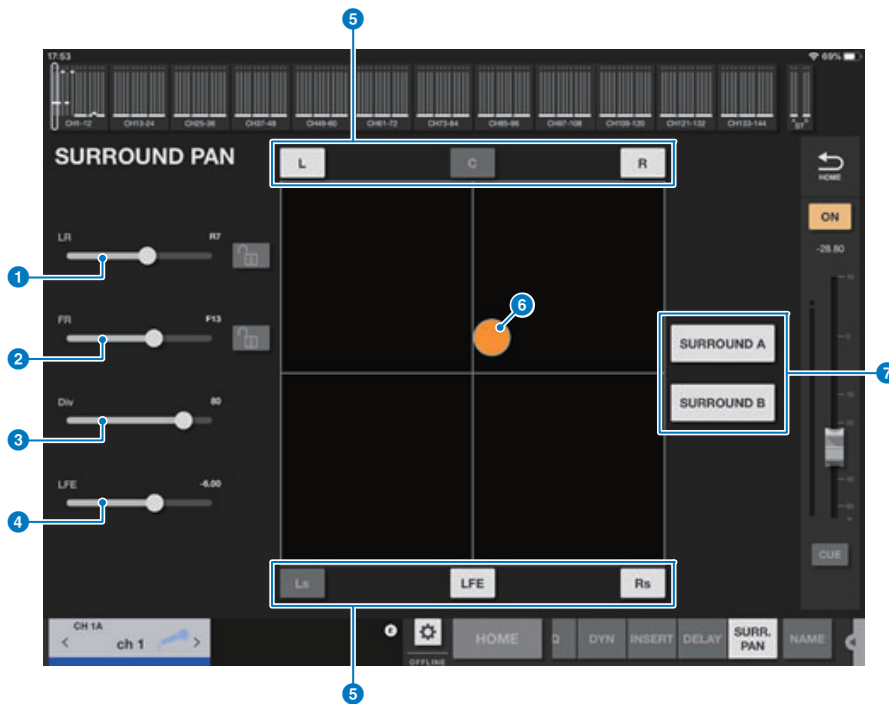 5
17:53
69%
CH1-12 CH13-24 CH25-36 CH37-48 CH49-60 CH61-72 CH73-84 CH85-96 CH97-108 CH109-120 CH121-132 CH133-144
SURROUND PAN
L C R
HOME
ON
-28.80
LR R7
1
6
FR F13
2
SURROUND A
7
SURROUND B
Div 80
3
LFE -6.00
4
CUE
Ls LFE Rs
CH 1A
ch 1
E
OFFLINE
HOME
Q DYN INSERT DELAY SURR. PAN NAME
5